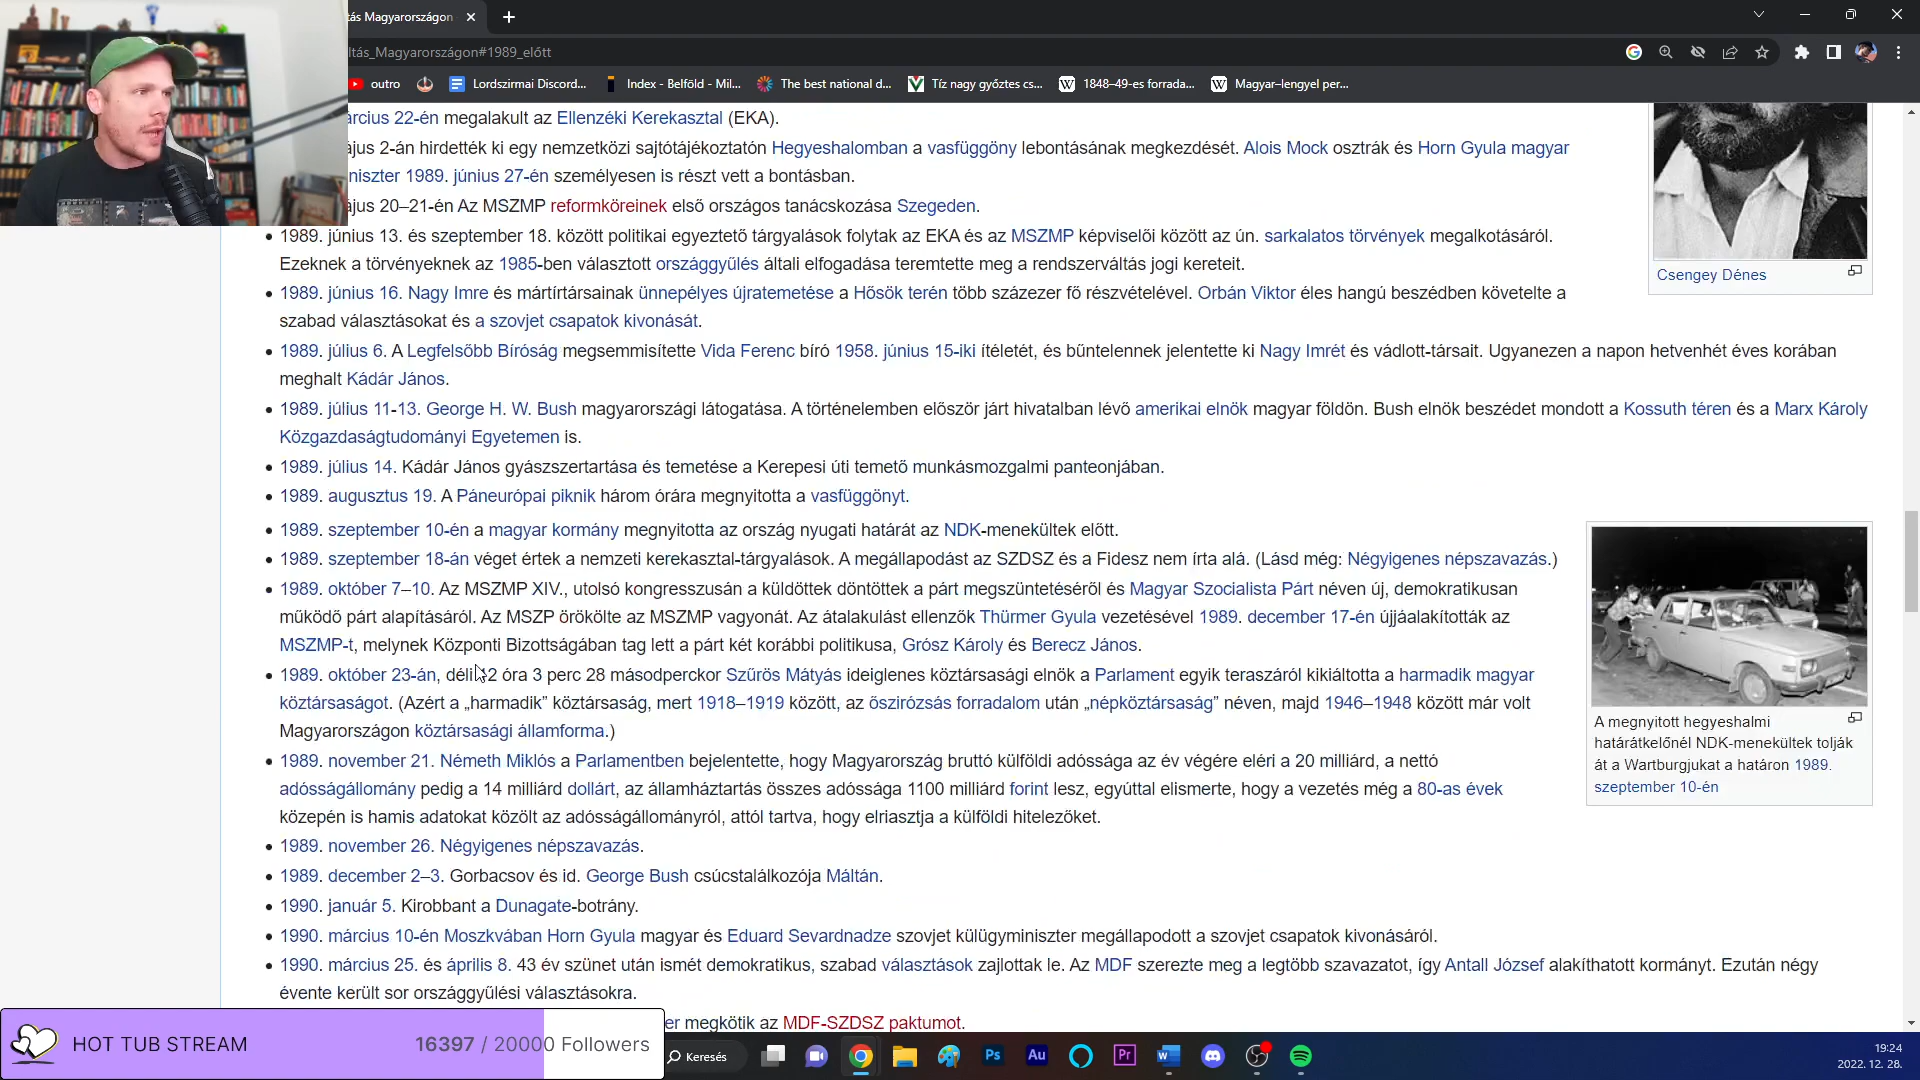 tás Magyarországon
ltás_Magyarországon#1989_előtt
outro
Lordszirmai Discord...
Index - Belföld - Mil...
The best national d...
Tíz nagy győztes cs...
1848–49-es forrada...
Magyar–lengyel per...
árcius 22-én megalakult az Ellenzéki Kerekasztal (EKA).
ájus 2-án hirdették ki egy nemzetközi sajtótájékoztatón Hegyeshalomban a vasfüggöny lebontásának megkezdését. Alois Mock osztrák és Horn Gyula magyar
niszter 1989. június 27-én személyesen is részt vett a bontásban.
ájus 20–21-én Az MSZMP reformköreinek első országos tanácskozása Szegeden.
1989. június 13. és szeptember 18. között politikai egyeztető tárgyalások folytak az EKA és az MSZMP képviselői között az ún. sarkalatos törvények megalkotásáról.
Ezeknek a törvényeknek az 1985-ben választott országgyűlés általi elfogadása teremtette meg a rendszerváltás jogi kereteit.
Csengey Dénes
1989. június 16. Nagy Imre és mártírtársainak ünnepélyes újratemetése a Hősök terén több százezer fő részvételével. Orbán Viktor éles hangú beszédben követelte a
szabad választásokat és a szovjet csapatok kivonását.
1989. július 6. A Legfelsőbb Bíróság megsemmisítette Vida Ferenc bíró 1958. június 15-iki ítéletét, és bűntelennek jelentette ki Nagy Imrét és vádlott-társait. Ugyanezen a napon hetvenhét éves korában
meghalt Kádár János.
1989. július 11-13. George H. W. Bush magyarországi látogatása. A történelemben először járt hivatalban lévő amerikai elnök magyar földön. Bush elnök beszédet mondott a Kossuth téren és a Marx Károly
Közgazdaságtudományi Egyetemen is.
1989. július 14. Kádár János gyászszertartása és temetése a Kerepesi úti temető munkásmozgalmi panteonjában.
1989. augusztus 19. A Páneurópai piknik három órára megnyitotta a vasfüggönyt.
1989. szeptember 10-én a magyar kormány megnyitotta az ország nyugati határát az NDK-menekültek előtt.
1989. szeptember 18-án véget értek a nemzeti kerekasztal-tárgyalások. A megállapodást az SZDSZ és a Fidesz nem írta alá. (Lásd még: Négyigenes népszavazás.)
1989. október 7–10. Az MSZMP XIV., utolsó kongresszusán a küldöttek döntöttek a párt megszüntetéséről és Magyar Szocialista Párt néven új, demokratikusan
működő párt alapításáról. Az MSZP örökölte az MSZMP vagyonát. Az átalakulást ellenzők Thürmer Gyula vezetésével 1989. december 17-én újjáalakították az
MSZMP-t, melynek Központi Bizottságában tag lett a párt két korábbi politikusa, Grósz Károly és Berecz János.
1989. október 23-án, déli 12 óra 3 perc 28 másodperckor Szűrös Mátyás ideiglenes köztársasági elnök a Parlament egyik teraszáról kikiáltotta a harmadik magyar
köztársaságot. (Azért a „harmadik” köztársaság, mert 1918–1919 között, az őszirózsás forradalom után „népköztársaság” néven, majd 1946–1948 között már volt
Magyarországon köztársasági államforma.)
A megnyitott hegyeshalmi
határátkelőnél NDK-menekültek tolják
át a Wartburgjukat a határon 1989.
szeptember 10-én
1989. november 21. Németh Miklós a Parlamentben bejelentette, hogy Magyarország bruttó külföldi adóssága az év végére eléri a 20 milliárd, a nettó
adósságállomány pedig a 14 milliárd dollárt, az államháztartás összes adóssága 1100 milliárd forint lesz, egyúttal elismerte, hogy a vezetés még a 80-as évek
közepén is hamis adatokat közölt az adósságállományról, attól tartva, hogy elriasztja a külföldi hitelezőket.
1989. november 26. Négyigenes népszavazás.
1989. december 2–3. Gorbacsov és id. George Bush csúcstalálkozója Máltán.
1990. január 5. Kirobbant a Dunagate-botrány.
1990. március 10-én Moszkvában Horn Gyula magyar és Eduard Sevardnadze szovjet külügyminiszter megállapodott a szovjet csapatok kivonásáról.
1990. március 25. és április 8. 43 év szünet után ismét demokratikus, szabad választások zajlottak le. Az MDF szerezte meg a legtöbb szavazatot, így Antall József alakíthatott kormányt. Ezután négy
évente került sor országgyűlési választásokra.
er megkötik az MDF-SZDSZ paktumot.
HOT TUB STREAM
16397 / 20000 Followers
Keresés
Ps
Au
Pr
19:24
2022. 12. 28.